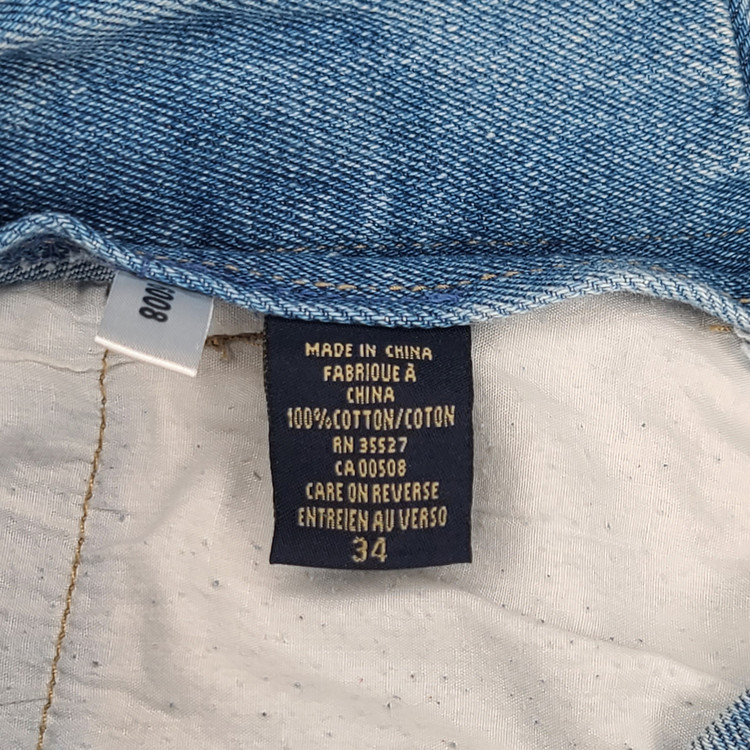 MADE IN CHINA
FABRIQUE À
CHINA
100% COTTON/COTON
RN 35527
CA 00508
CARE ON REVERSE
ENTREIEN AU VERSO
34